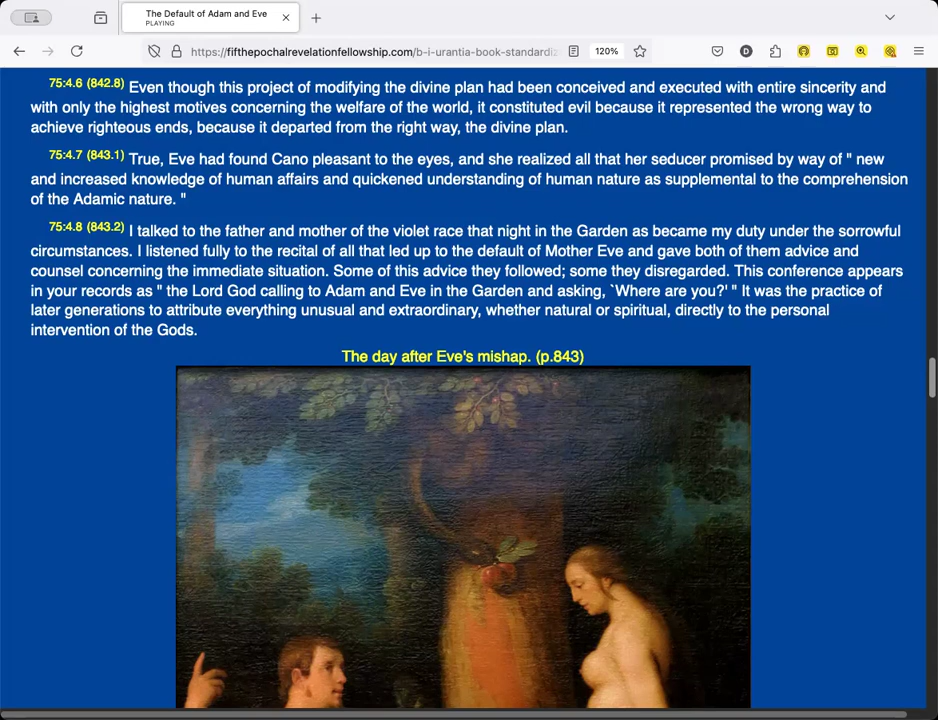 The Default of Adam and Eve
PLAYING
https://fifthepochalrevelationfellowship.com/b-i-urantia-book-standardiz
120%
75:4.6 (842.8) Even though this project of modifying the divine plan had been conceived and executed with entire sincerity and
with only the highest motives concerning the welfare of the world, it constituted evil because it represented the wrong way to
achieve righteous ends, because it departed from the right way, the divine plan.
75:4.7 (843.1) True, Eve had found Cano pleasant to the eyes, and she realized all that her seducer promised by way of " new
and increased knowledge of human affairs and quickened understanding of human nature as supplemental to the comprehension
of the Adamic nature. "
75:4.8 (843.2) I talked to the father and mother of the violet race that night in the Garden as became my duty under the sorrowful
circumstances. I listened fully to the recital of all that led up to the default of Mother Eve and gave both of them advice and
counsel concerning the immediate situation. Some of this advice they followed; some they disregarded. This conference appears
in your records as " the Lord God calling to Adam and Eve in the Garden and asking, `Where are you?' " It was the practice of
later generations to attribute everything unusual and extraordinary, whether natural or spiritual, directly to the personal
intervention of the Gods.
The day after Eve's mishap. (p.843)